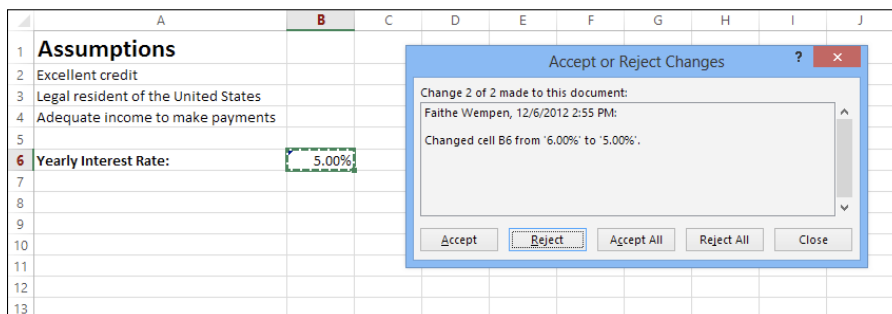 A B C D E F G H I J
1 Assumptions
2 Excellent credit
3 Legal resident of the United States
4 Adequate income to make payments
5
6 Yearly Interest Rate: 5.00%
7
8
9
10
11
12
13
Accept or Reject Changes ? ×
Change 2 of 2 made to this document:
Faithe Wempen, 12/6/2012 2:55 PM:
Changed cell B6 from '6.00%' to '5.00%'.
Accept Reject Accept All Reject All Close